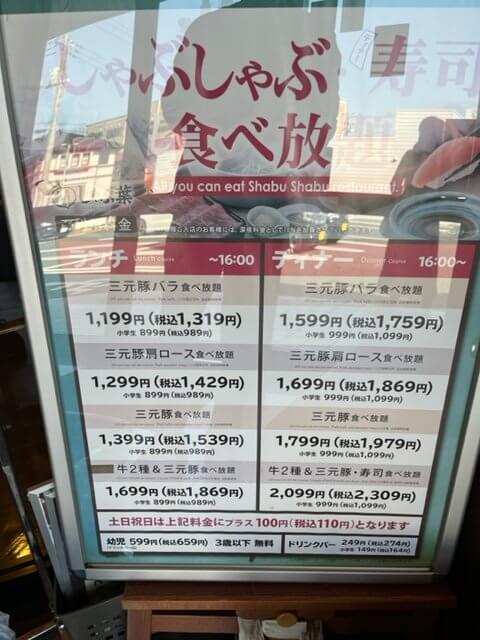 しゃぶしゃぶ・寿司
食べ放題
All you can eat Shabu Shabu restaurant!
ランチ Lunch Course ～16:00
三元豚バラ食べ放題
1,199円(税込1,319円)
小学生 899円(税込989円)
三元豚肩ロース食べ放題
1,299円(税込1,429円)
小学生 899円(税込989円)
三元豚食べ放題
1,399円(税込1,539円)
小学生 899円(税込989円)
牛2種&三元豚食べ放題
1,699円(税込1,869円)
小学生 899円(税込989円)
ディナー Dinner Course 16:00～
三元豚バラ食べ放題
1,599円(税込1,759円)
小学生 999円(税込1,099円)
三元豚肩ロース食べ放題
1,699円(税込1,869円)
小学生 999円(税込1,099円)
三元豚食べ放題
1,799円(税込1,979円)
小学生 999円(税込1,099円)
牛2種&三元豚・寿司食べ放題
2,099円(税込2,309円)
小学生 999円(税込1,099円)
土日祝日は上記料金にプラス100円(税込110円)となります
幼児 599円(税込659円) 3歳以下 無料
ドリンクバー 249円(税込274円)
小学生 149円(税込164円)